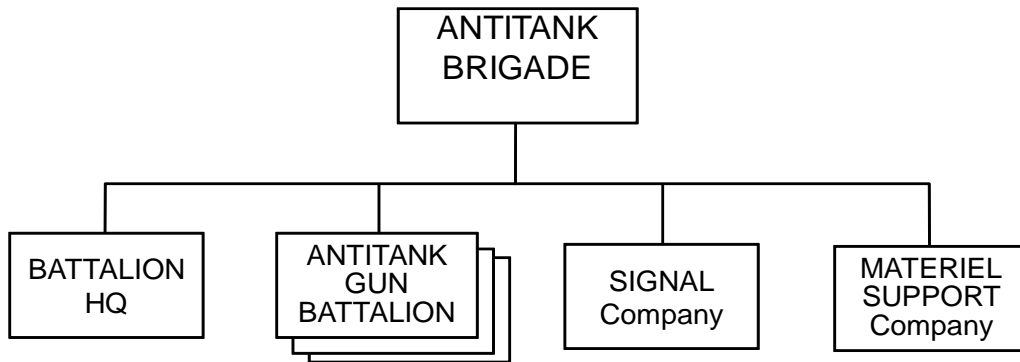 ANTITANK
BRIGADE
BATTALION
HQ
ANTITANK
GUN
BATTALION
SIGNAL
Company
MATERIEL
SUPPORT
Company